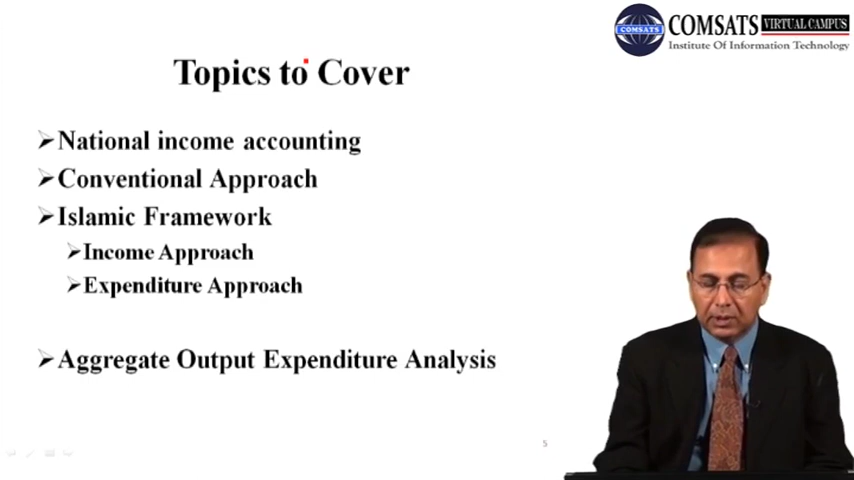 COMSATS
COMSATS VIRTUAL CAMPUS
Institute Of Information Technology
Topics to Cover
National income accounting
Conventional Approach
Islamic Framework
Income Approach
Expenditure Approach
Aggregate Output Expenditure Analysis
5